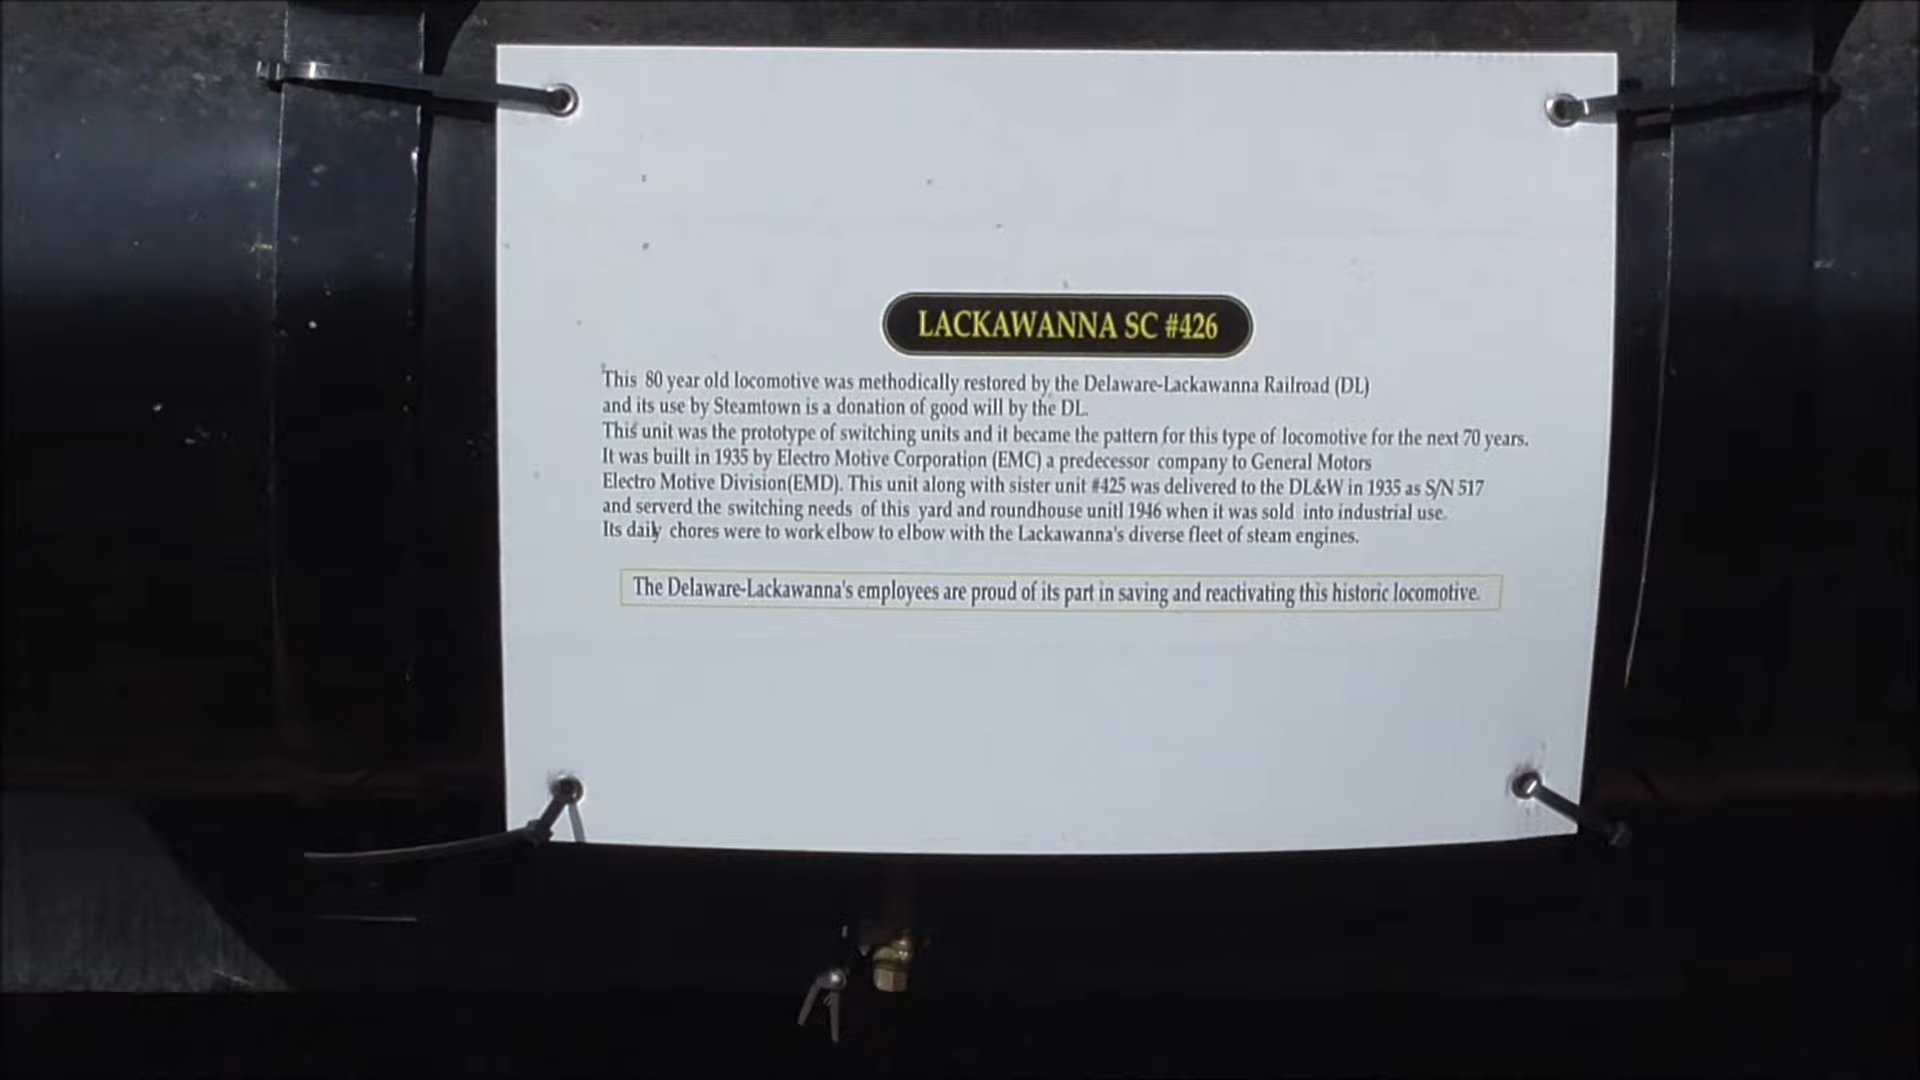 LACKAWANNA SC #426
This 80 year old locomotive was methodically restored by the Delaware-Lackawanna Railroad (DL)
and its use by Steamtown is a donation of good will by the DL.
This unit was the prototype of switching units and it became the pattern for this type of locomotive for the next 70 years.
It was built in 1935 by Electro Motive Corporation (EMC) a predecessor company to General Motors
Electro Motive Division(EMD). This unit along with sister unit #425 was delivered to the DL&W in 1935 as S/N 517
and serverd the switching needs of this yard and roundhouse unitl 1946 when it was sold into industrial use.
Its daily chores were to work elbow to elbow with the Lackawanna's diverse fleet of steam engines.
The Delaware-Lackawanna's employees are proud of its part in saving and reactivating this historic locomotive.